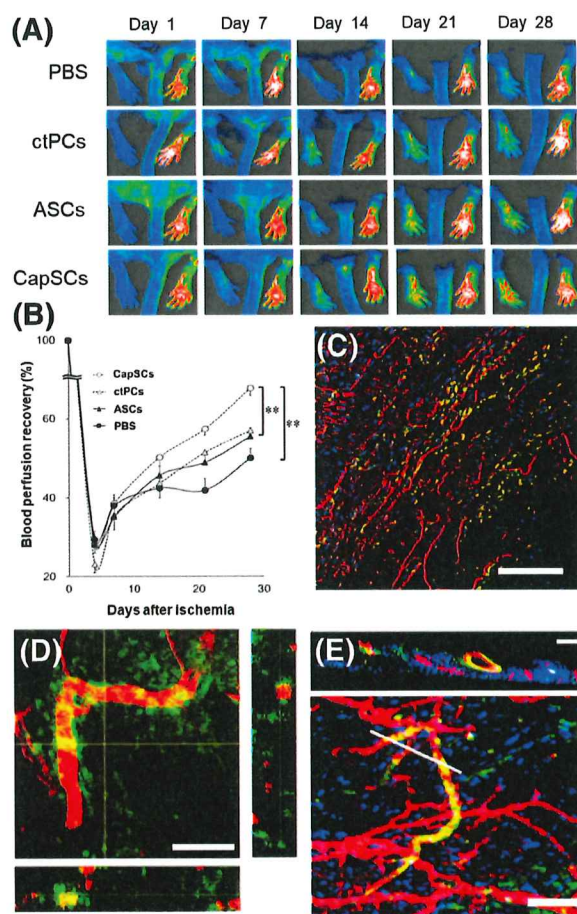 (A)
Day 1 Day 7 Day 14 Day 21 Day 28
PBS
ctPCs
ASCs
CapSCs
(B)
100
60
40
20
0 10 20 30
Blood perfusion recovery (%)
Days after ischemia
CapSCs
ctPCs
ASCs
PBS
**
**
(C)
(D)
(E)